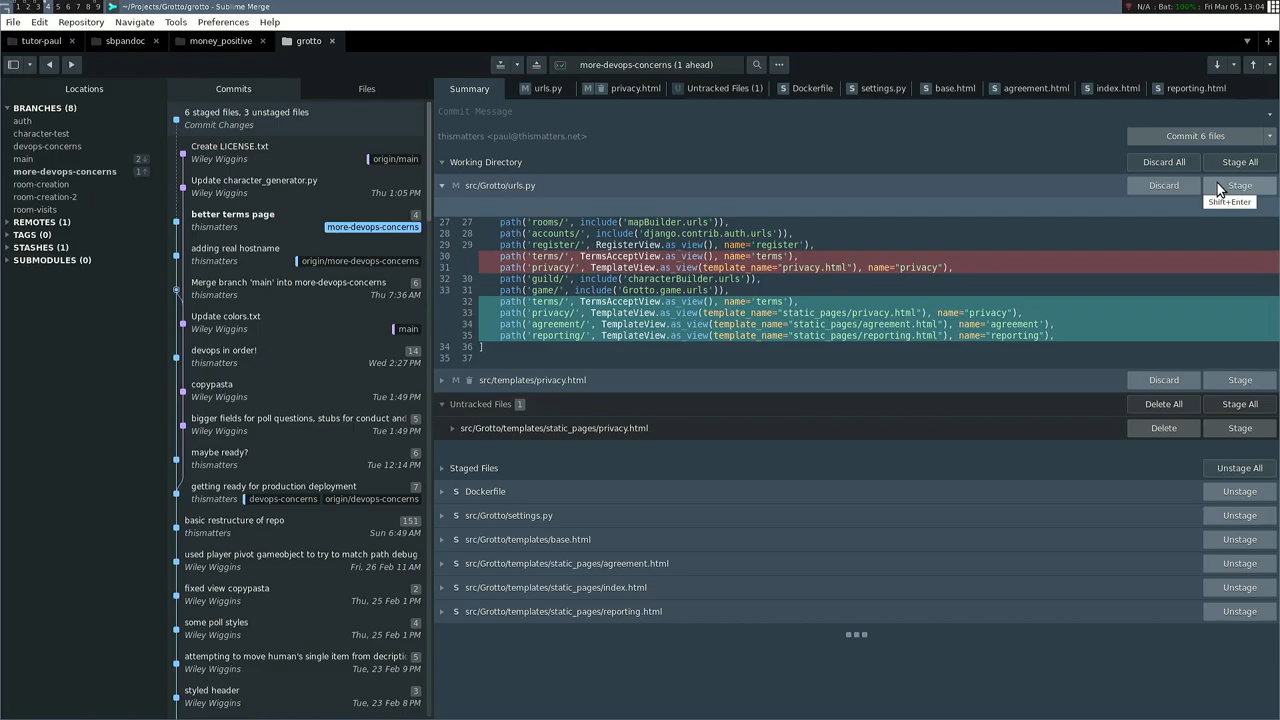 1 2 3 4 5 6 7 8 9 ~/Projects/Grotto/grotto - Sublime Merge N/A : Bat: 100% : Fri Mar 05, 13:04
File Edit Repository Navigate Tools Preferences Help
tutor-paul × sbpandoc × money_positive × grotto ×
more-devops-concerns (1 ahead)
Locations Commits Files Summary urls.py M privacy.html Untracked Files (1) S Dockerfile S settings.py S base.html S agreement.html S index.html S reporting.html
BRANCHES (8)
auth
character-test
devops-concerns
main 2↓
more-devops-concerns 1↑
room-creation
room-creation-2
room-visits
REMOTES (1)
TAGS (0)
STASHES (1)
SUBMODULES (0)
6 staged files, 3 unstaged files
Commit Changes
Create LICENSE.txt
Wiley Wiggins origin/main
Update character_generator.py
Wiley Wiggins Thu 1:05 PM
better terms page 4
thismatters more-devops-concerns
adding real hostname
thismatters origin/more-devops-concerns
Merge branch 'main' into more-devops-concerns 6
thismatters Thu 7:36 AM
Update colors.txt
Wiley Wiggins main
devops in order! 14
thismatters Wed 2:27 PM
copypasta
Wiley Wiggins Tue 1:49 PM
bigger fields for poll questions, stubs for conduct and 5
Wiley Wiggins Tue 1:49 PM
maybe ready? 6
thismatters Tue 12:14 PM
getting ready for production deployment 7
thismatters devops-concerns origin/devops-concerns
basic restructure of repo 151
thismatters Sun 6:49 AM
used player pivot gameobject to try to match path debug
Wiley Wiggins Fri, 26 Feb 11 AM
fixed view copypasta 2
Wiley Wiggins Thu, 25 Feb 1 PM
some poll styles 4
Wiley Wiggins Thu, 25 Feb 1 PM
attempting to move human's single item from decriptic 5
Wiley Wiggins Tue, 23 Feb 9 PM
styled header 3
Wiley Wiggins Tue, 23 Feb 8 PM
Commit Message
thismatters <paul@thismatters.net> Commit 6 files
Working Directory Discard All Stage All
M src/Grotto/urls.py Discard Stage
Shift+Enter
27 27 path('rooms/', include('mapBuilder.urls')),
28 28 path('accounts/', include('django.contrib.auth.urls')),
29 29 path('register/', RegisterView.as_view(), name='register'),
30 path('terms/', TermsAcceptView.as_view(), name='terms'),
31 path('privacy/', TemplateView.as_view(template_name="privacy.html"), name="privacy"),
32 30 path('guild/', include('characterBuilder.urls')),
33 31 path('game/', include('Grotto.game.urls')),
32 path('terms/', TermsAcceptView.as_view(), name='terms'),
33 path('privacy/', TemplateView.as_view(template_name="static_pages/privacy.html"), name="privacy"),
34 path('agreement/', TemplateView.as_view(template_name="static_pages/agreement.html"), name='agreement'),
35 path('reporting/', TemplateView.as_view(template_name="static_pages/reporting.html"), name="reporting"),
34 36 ]
35 37
M src/templates/privacy.html Discard Stage
Untracked Files 1 Delete All Stage All
src/Grotto/templates/static_pages/privacy.html Delete Stage
Staged Files Unstage All
S Dockerfile Unstage
S src/Grotto/settings.py Unstage
S src/Grotto/templates/base.html Unstage
S src/Grotto/templates/static_pages/agreement.html Unstage
S src/Grotto/templates/static_pages/index.html Unstage
S src/Grotto/templates/static_pages/reporting.html Unstage